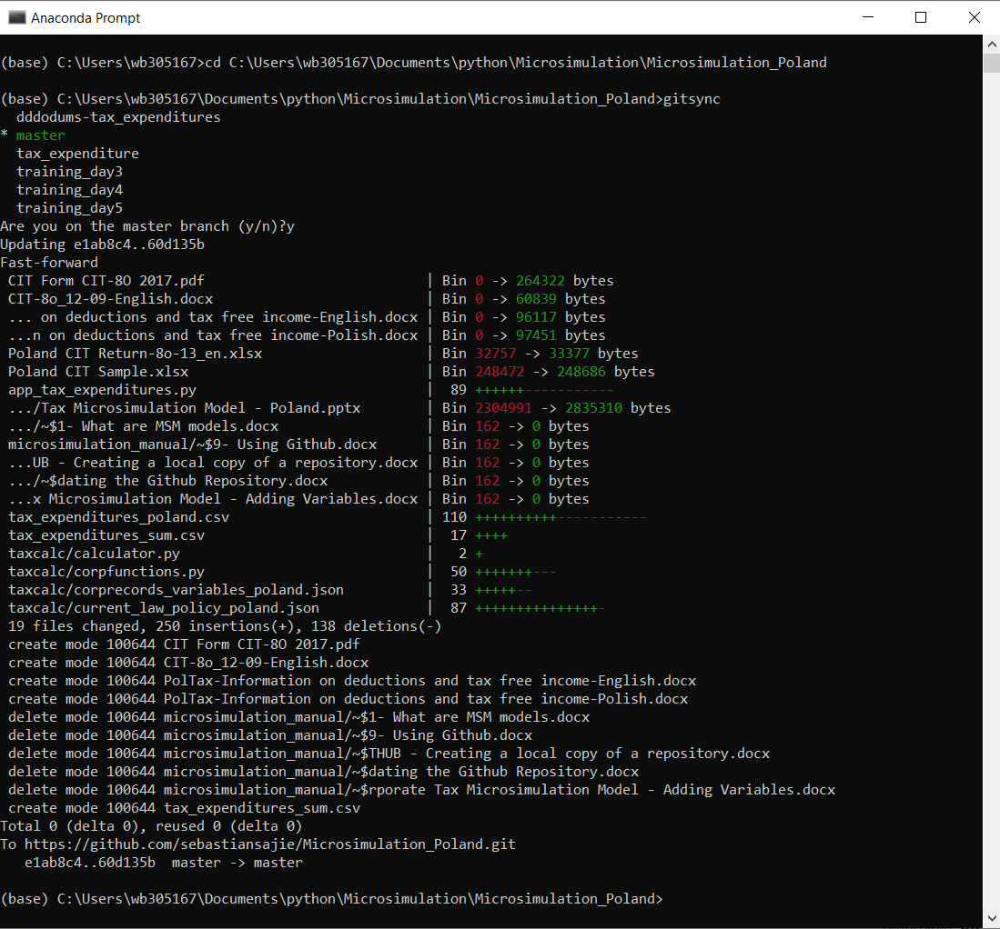 Anaconda Prompt
(base) C:\Users\wb305167>cd C:\Users\wb305167\Documents\python\Microsimulation\Microsimulation_Poland
(base) C:\Users\wb305167\Documents\python\Microsimulation\Microsimulation_Poland>gitsync
  dddodums-tax_expenditures
* master
  tax_expenditure
  training_day3
  training_day4
  training_day5
Are you on the master branch (y/n)?y
Updating e1ab8c4..60d135b
Fast-forward
 CIT Form CIT-8O 2017.pdf                           | Bin 0 -> 264322 bytes
 CIT-8o_12-09-English.docx                          | Bin 0 -> 60839 bytes
 ... on deductions and tax free income-English.docx | Bin 0 -> 96117 bytes
 ...n on deductions and tax free income-Polish.docx | Bin 0 -> 97451 bytes
 Poland CIT Return-8o-13_en.xlsx                    | Bin 32757 -> 33377 bytes
 Poland CIT Sample.xlsx                             | Bin 248472 -> 248686 bytes
 app_tax_expenditures.py                            |  89 ++++++-----------
 .../Tax Microsimulation Model - Poland.pptx        | Bin 2304991 -> 2835310 bytes
 .../~$1- What are MSM models.docx                  | Bin 162 -> 0 bytes
 microsimulation_manual/~$9- Using Github.docx      | Bin 162 -> 0 bytes
 ...UB - Creating a local copy of a repository.docx | Bin 162 -> 0 bytes
 .../~$dating the Github Repository.docx            | Bin 162 -> 0 bytes
 ...x Microsimulation Model - Adding Variables.docx | Bin 162 -> 0 bytes
 tax_expenditures_poland.csv                        | 110 ++++++++++-----------
 tax_expenditures_sum.csv                           |  17 ++++
 taxcalc/calculator.py                              |   2 +
 taxcalc/corpfunctions.py                           |  50 +++++++---
 taxcalc/corprecords_variables_poland.json          |  33 +++++--
 taxcalc/current_law_policy_poland.json             |  87 +++++++++++++++-
 19 files changed, 250 insertions(+), 138 deletions(-)
 create mode 100644 CIT Form CIT-8O 2017.pdf
 create mode 100644 CIT-8o_12-09-English.docx
 create mode 100644 PolTax-Information on deductions and tax free income-English.docx
 create mode 100644 PolTax-Information on deductions and tax free income-Polish.docx
 delete mode 100644 microsimulation_manual/~$1- What are MSM models.docx
 delete mode 100644 microsimulation_manual/~$9- Using Github.docx
 delete mode 100644 microsimulation_manual/~$THUB - Creating a local copy of a repository.docx
 delete mode 100644 microsimulation_manual/~$dating the Github Repository.docx
 delete mode 100644 microsimulation_manual/~$rporate Tax Microsimulation Model - Adding Variables.docx
 create mode 100644 tax_expenditures_sum.csv
Total 0 (delta 0), reused 0 (delta 0)
To https://github.com/sebastiansajie/Microsimulation_Poland.git
   e1ab8c4..60d135b  master -> master
(base) C:\Users\wb305167\Documents\python\Microsimulation\Microsimulation_Poland>